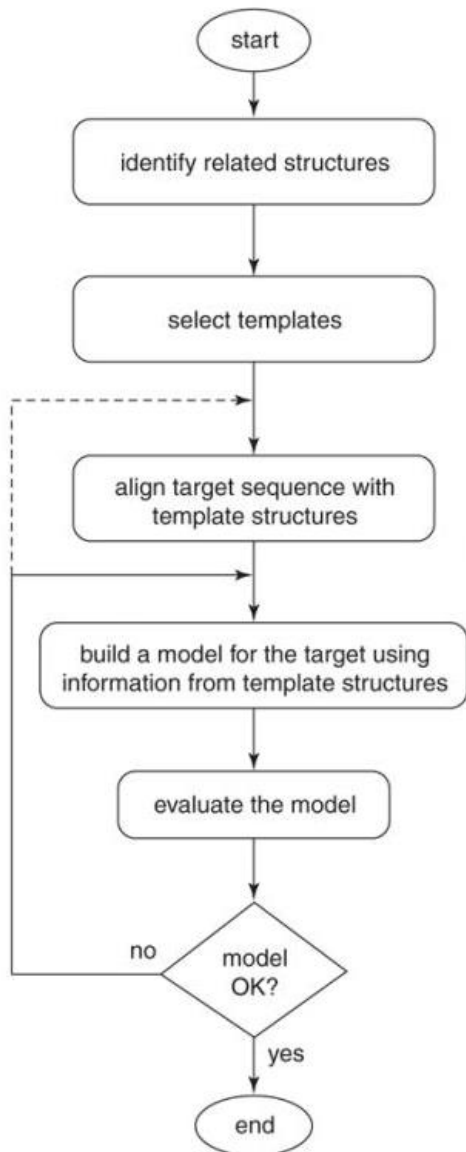 start
identify related structures
select templates
align target sequence with
template structures
build a model for the target using
information from template structures
evaluate the model
no
model
OK?
yes
end